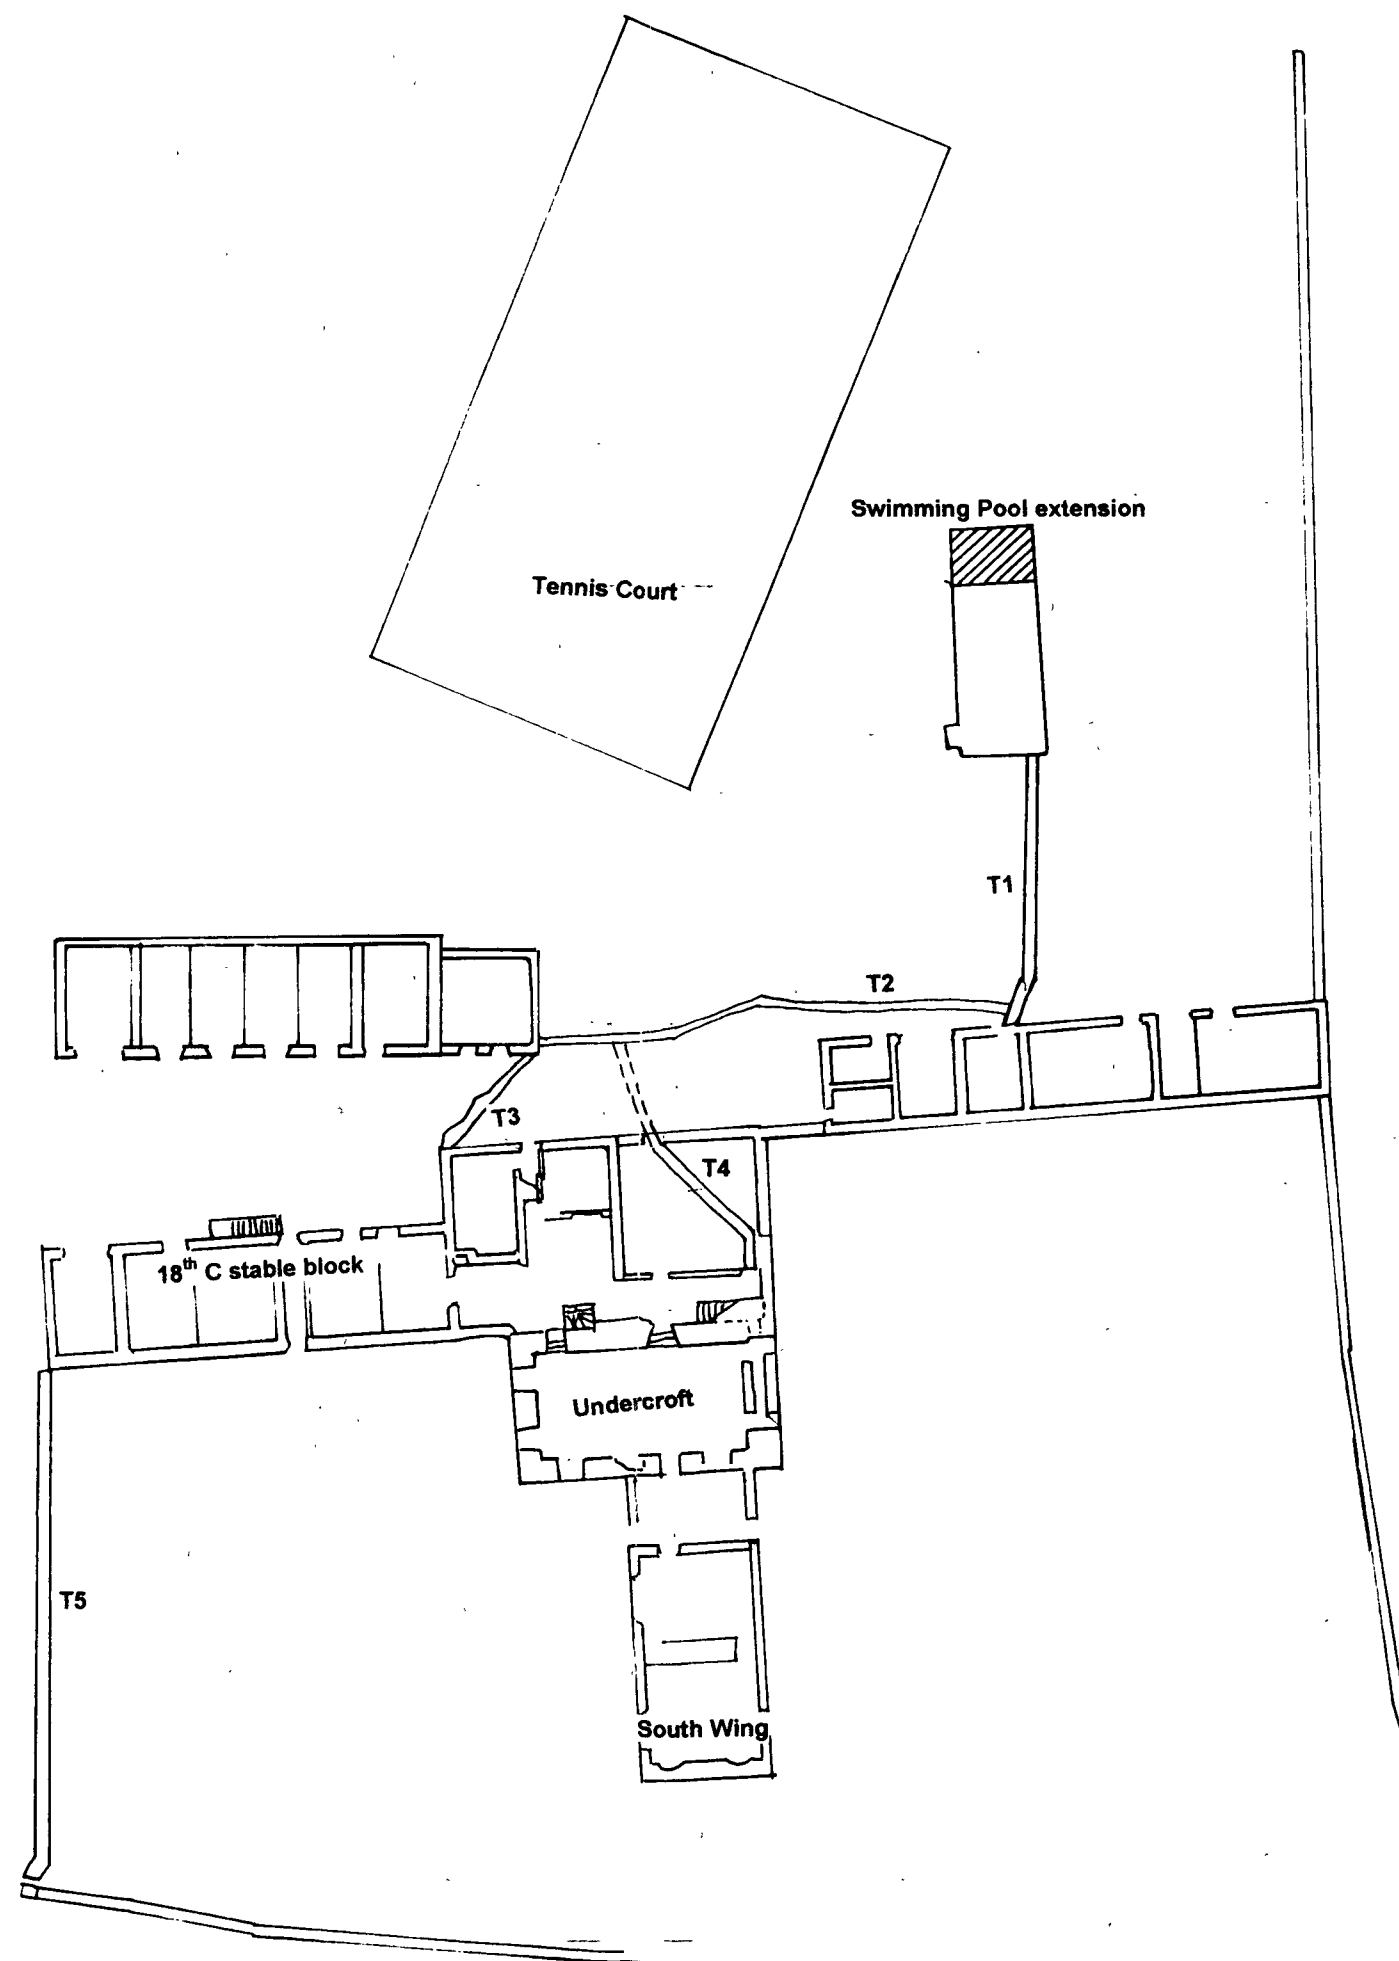 Swimming Pool extension
Tennis Court
T1
T2
T3
T4
18th C stable block
Undercroft
T5
South Wing